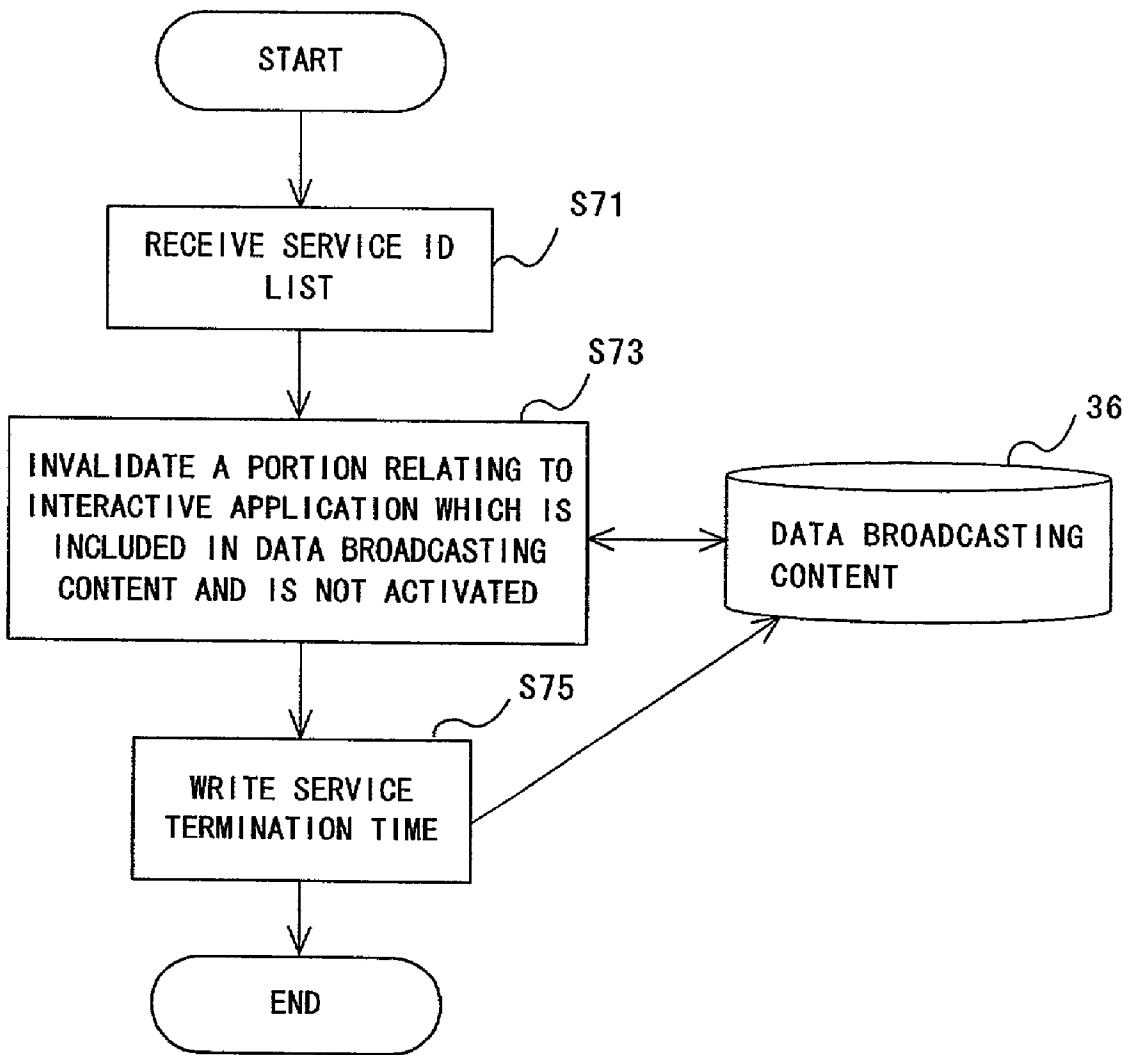 START
S71
RECEIVE SERVICE ID
LIST
S73
INVALIDATE A PORTION RELATING TO
INTERACTIVE APPLICATION WHICH IS
INCLUDED IN DATA BROADCASTING
CONTENT AND IS NOT ACTIVATED
36
DATA BROADCASTING
CONTENT
S75
WRITE SERVICE
TERMINATION TIME
END